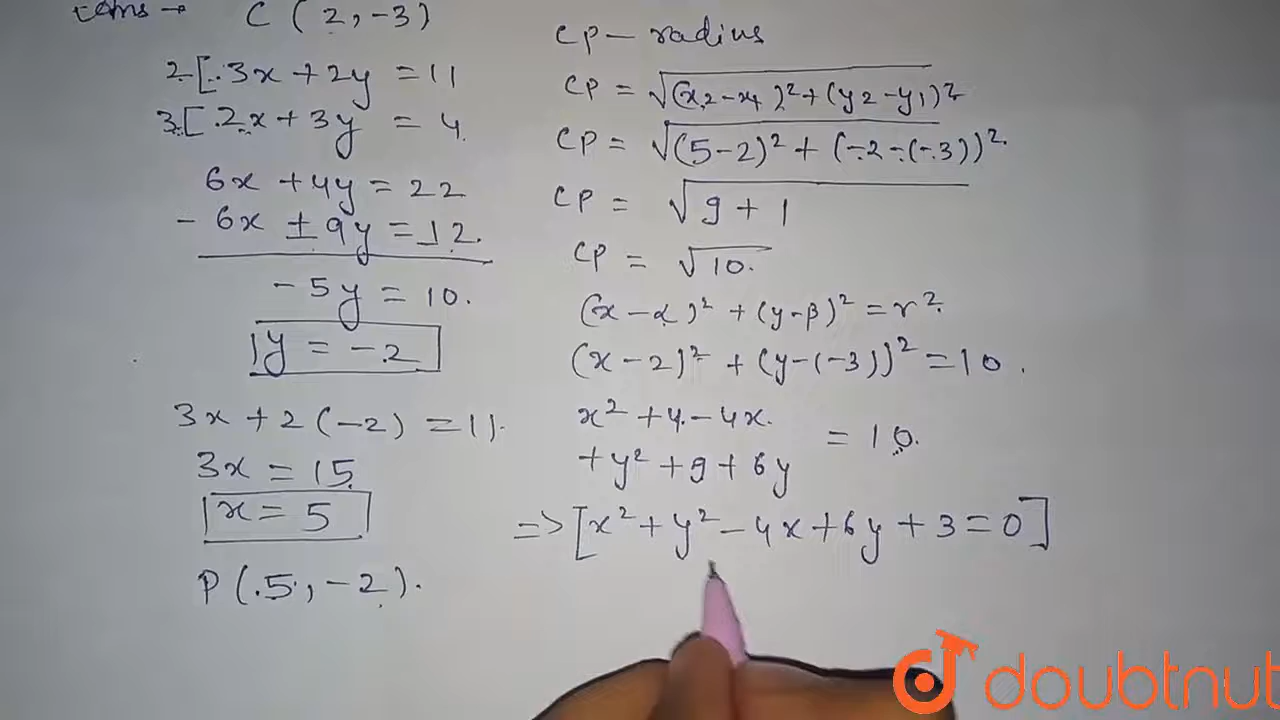 C (2, -3)
2[3x + 2y = 11
3[2x + 3y = 4
6x + 4y = 22
- 6x ± 9y = 12.
-5y = 10.
y = -2
3x + 2(-2) = 11.
3x = 15
x = 5
P(5, -2).
CP - radius
CP = √(x2-x1)² + (y2-y1)²
CP = √(5-2)² + (-2-(-3))²
CP = √9 + 1
CP = √10.
(x-α)² + (y-β)² = r²
(x-2)² + (y-(-3))² = 10.
x² + 4 - 4x
+ y² + 9 + 6y = 10.
=> [x² + y² - 4x + 6y + 3 = 0]
doubtnut